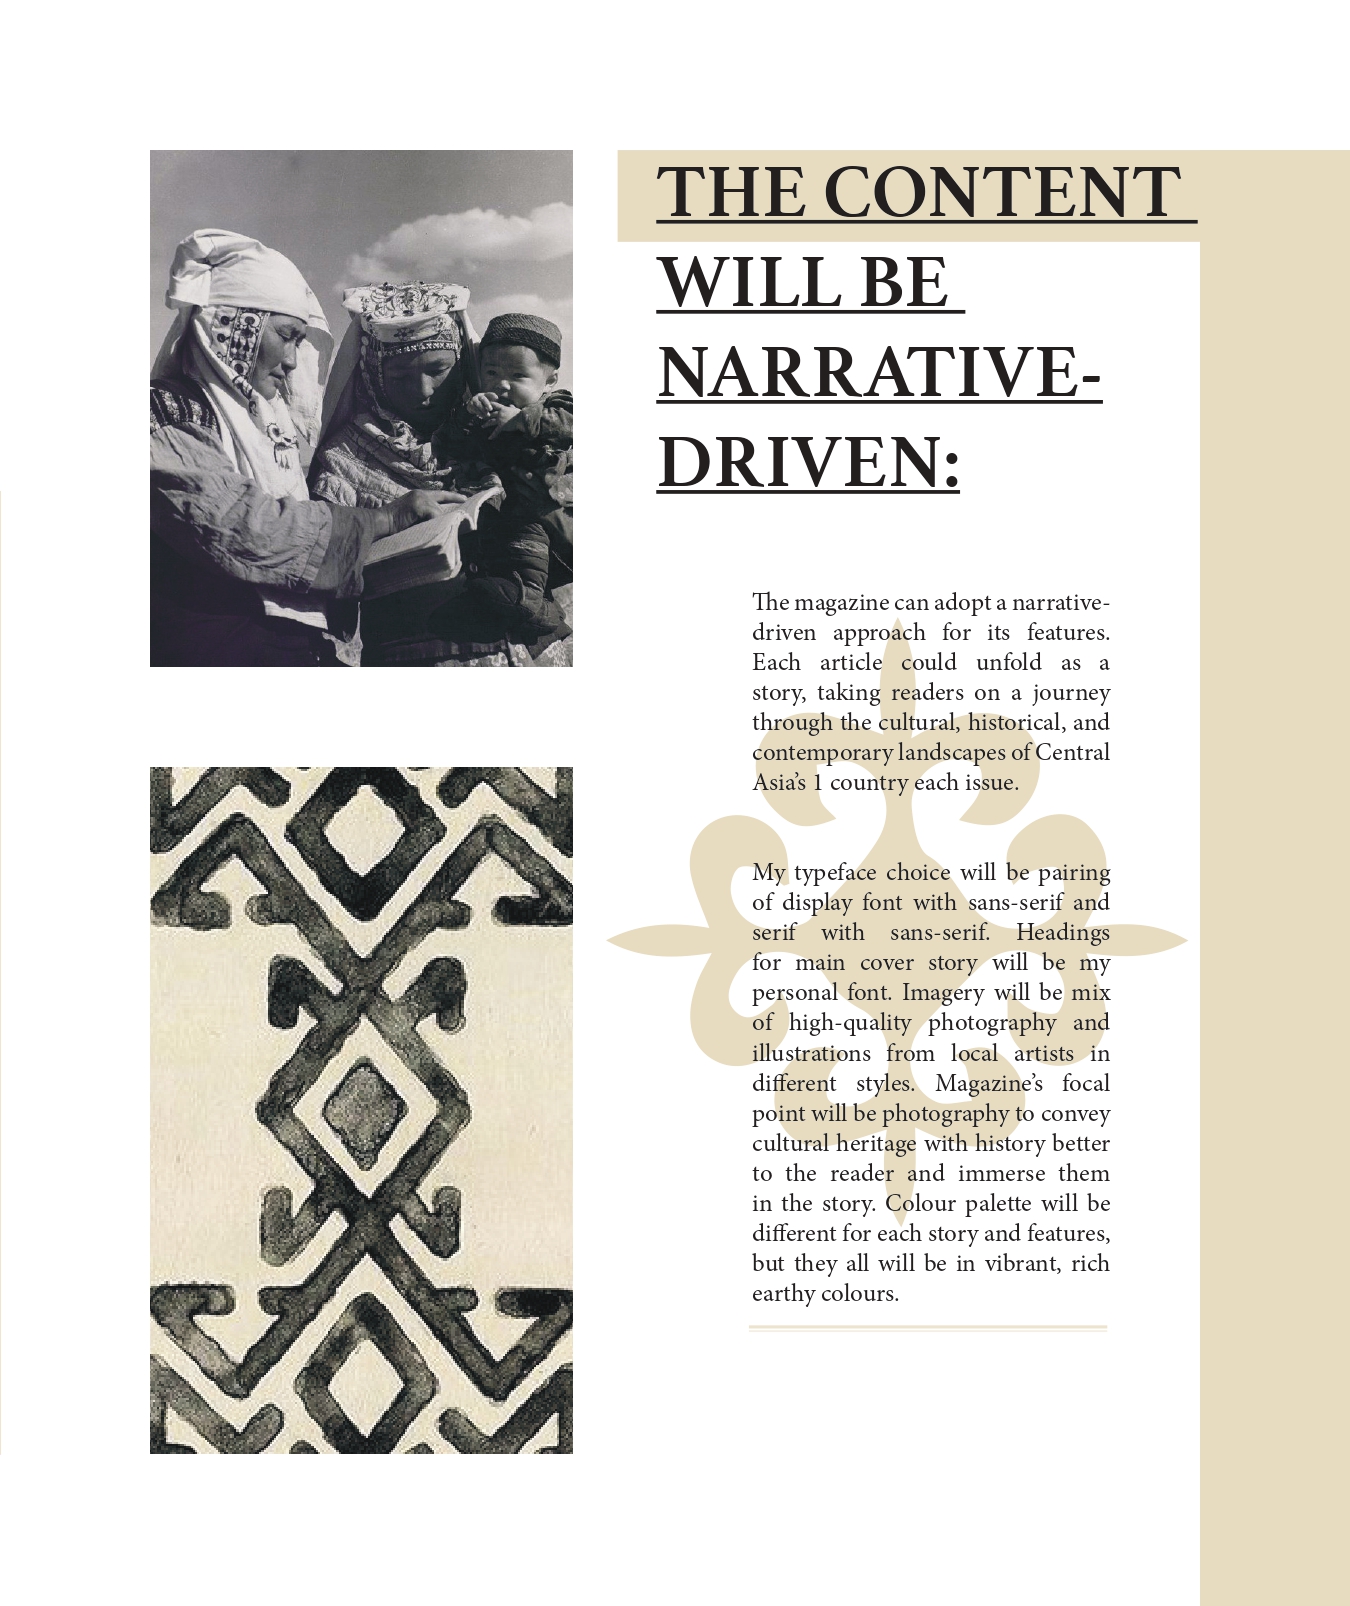 THE CONTENT
WILL BE
NARRATIVE-
DRIVEN:
The magazine can adopt a narrative-
driven approach for its features.
Each article could unfold as a
story, taking readers on a journey
through the cultural, historical, and
contemporary landscapes of Central
Asia’s 1 country each issue.
My typeface choice will be pairing
of display font with sans-serif and
serif with sans-serif. Headings
for main cover story will be my
personal font. Imagery will be mix
of high-quality photography and
illustrations from local artists in
different styles. Magazine’s focal
point will be photography to convey
cultural heritage with history better
to the reader and immerse them
in the story. Colour palette will be
different for each story and features,
but they all will be in vibrant, rich
earthy colours.